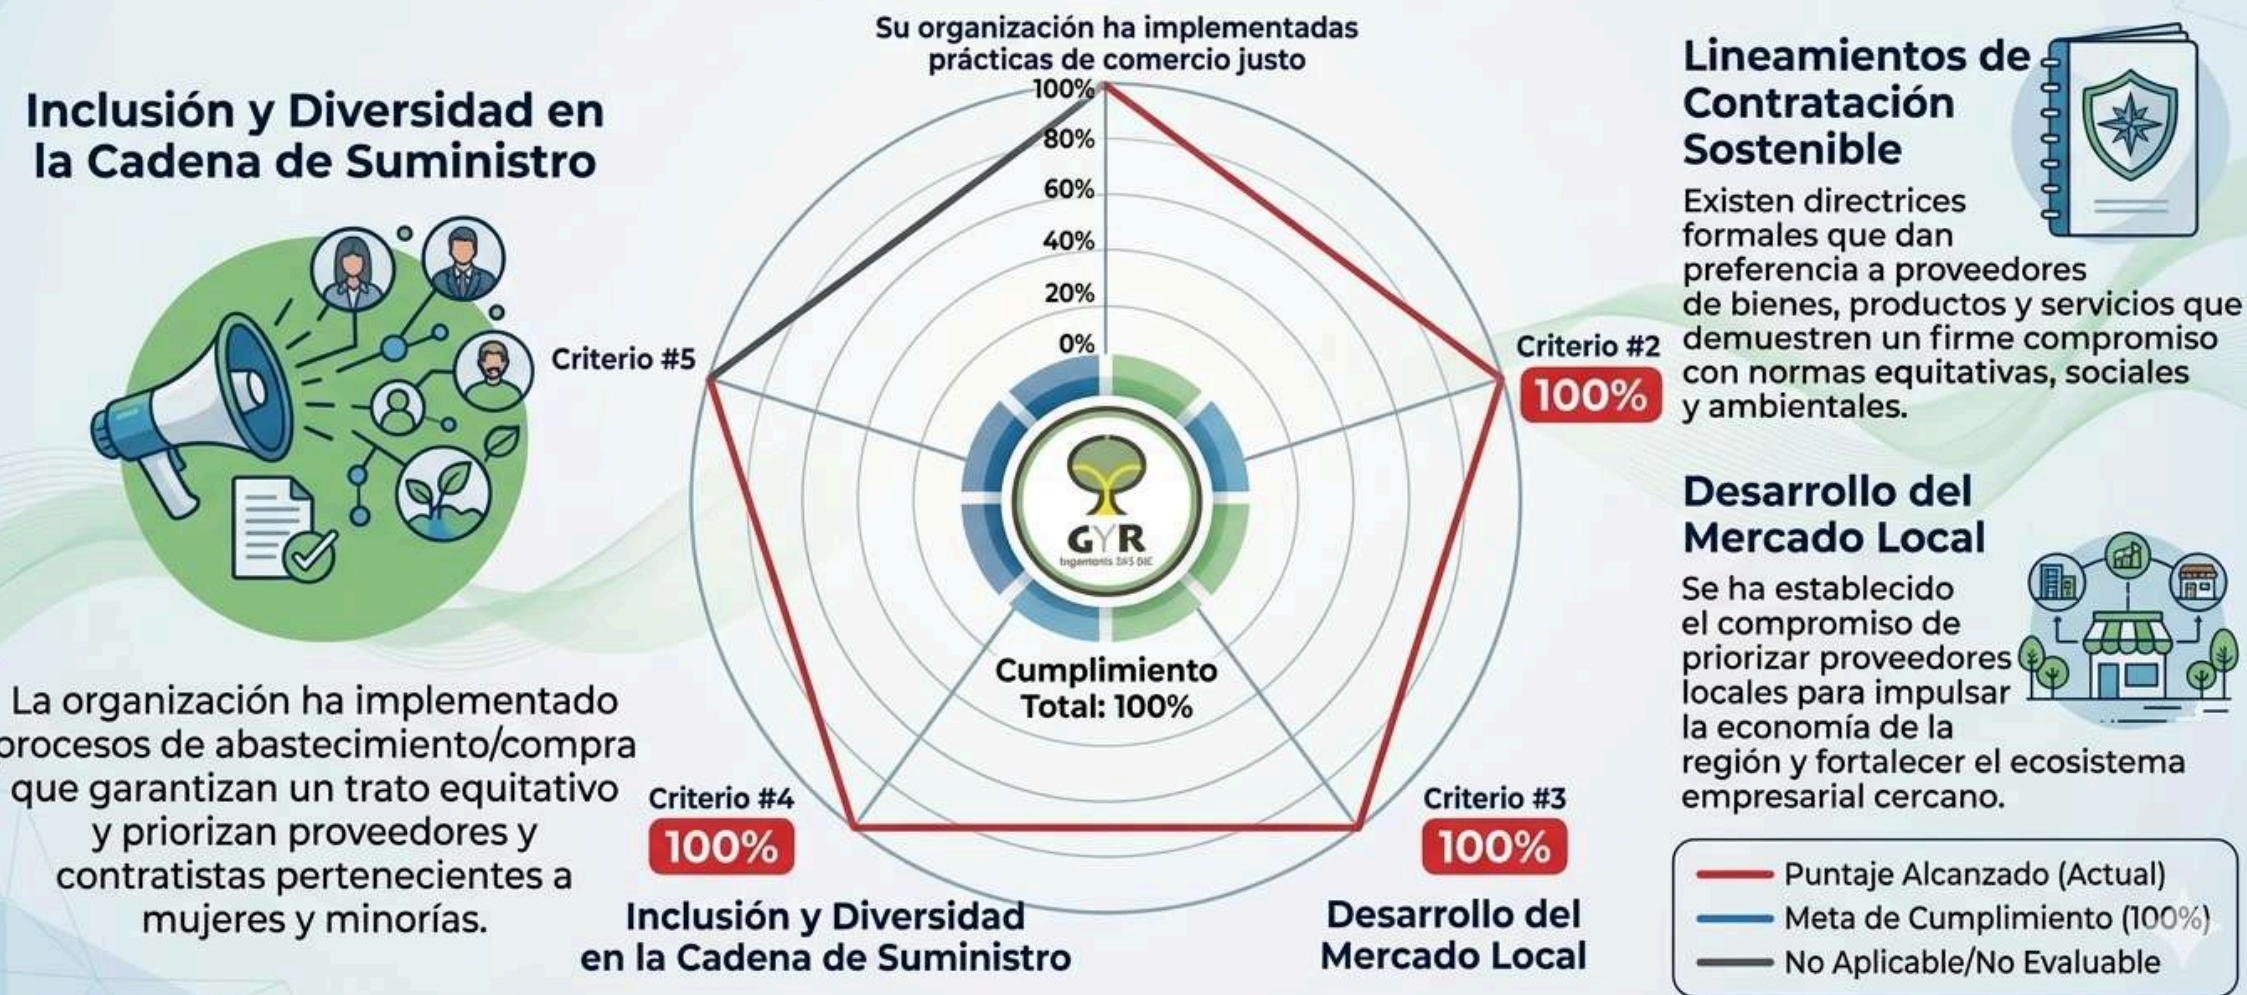 Inclusión y Diversidad en
la Cadena de Suministro
La organización ha implementado
procesos de abastecimiento/compra
que garantizan un trato equitativo
y priorizan proveedores y
contratistas pertenecientes a
mujeres y minorías.
Su organización ha implementadas
prácticas de comercio justo
100%
80%
60%
40%
20%
0%
Criterio #5
Criterio #2
100%
GYR
Cumplimiento
Total: 100%
Criterio #4
100%
Inclusión y Diversidad
en la Cadena de Suministro
Criterio #3
100%
Desarrollo del
Mercado Local
Lineamientos de
Contratación
Sostenible
Existen directrices
formales que dan
preferencia a proveedores
de bienes, productos y servicios que
demuestren un firme compromiso
con normas equitativas, sociales
y ambientales.
Desarrollo del
Mercado Local
Se ha establecido
el compromiso de
priorizar proveedores
locales para impulsar
la economía de la
región y fortalecer el ecosistema
empresarial cercano.
Puntaje Alcanzado (Actual)
Meta de Cumplimiento (100%)
No Aplicable/No Evaluable